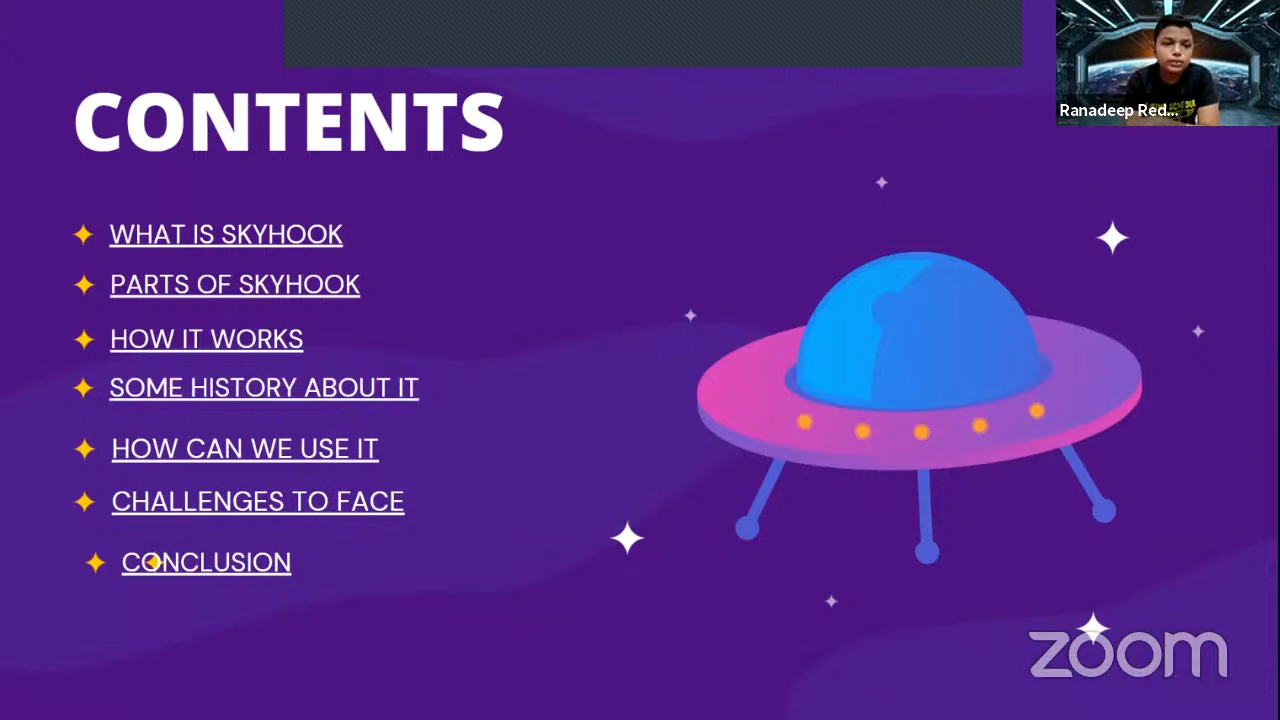 Ranadeep Red...
CONTENTS
WHAT IS SKYHOOK
PARTS OF SKYHOOK
HOW IT WORKS
SOME HISTORY ABOUT IT
HOW CAN WE USE IT
CHALLENGES TO FACE
CONCLUSION
zoom